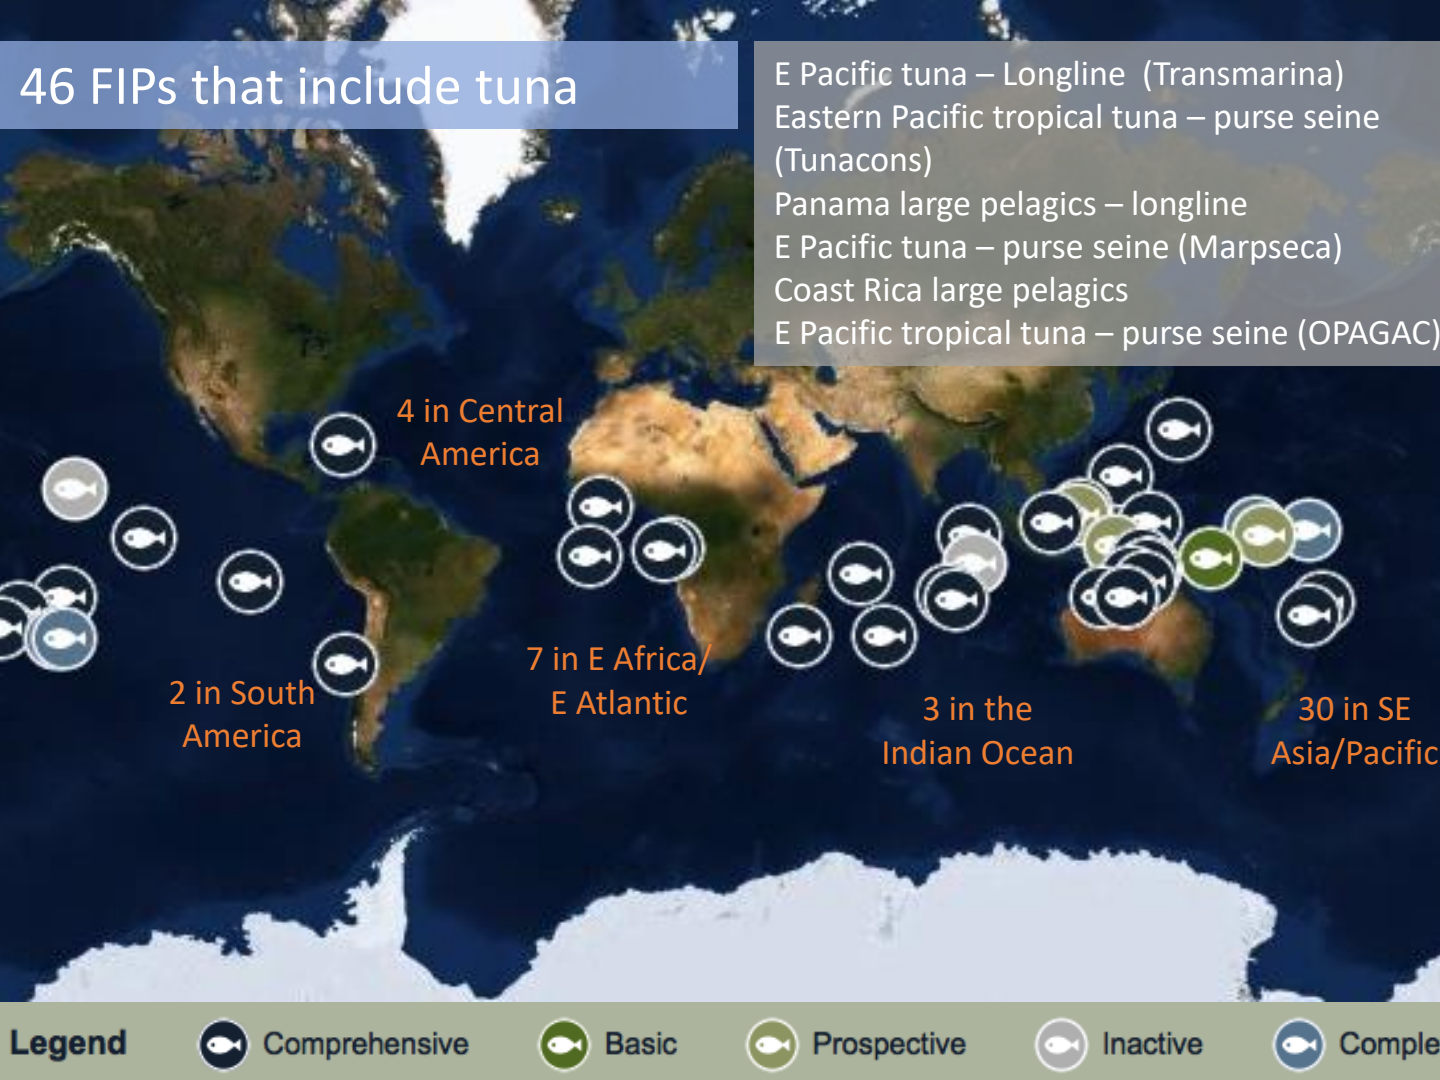 46 FIPs that include tuna
E Pacific tuna – Longline  (Transmarina)
Eastern Pacific tropical tuna – purse seine
(Tunacons)
Panama large pelagics – longline
E Pacific tuna – purse seine (Marpseca)
Coast Rica large pelagics
E Pacific tropical tuna – purse seine (OPAGAC)
4 in Central
America
7 in E Africa/
E Atlantic
2 in South
America
3 in the
Indian Ocean
30 in SE
Asia/Pacific
Legend Comprehensive Basic Prospective Inactive Comple